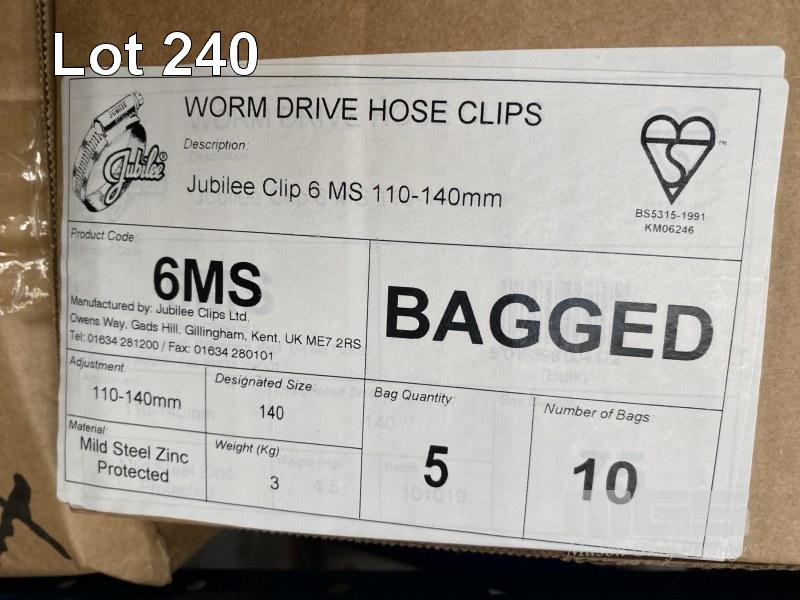 Lot 240
WORM DRIVE HOSE CLIPS
JUBILEE
Jubilee®
Description:
Jubilee Clip 6 MS 110-140mm
™
BS5315-1991
KM06246
Product Code:
6MS
Manufactured by: Jubilee Clips Ltd,
Owens Way, Gads Hill, Gillingham, Kent, UK ME7 2RS
Tel: 01634 281200 / Fax: 01634 280101
BAGGED
Adjustment:
110-140mm
Designated Size:
140
Bag Quantity
5
Number of Bags
10
Material:
Mild Steel Zinc
Protected
Weight (Kg)
3